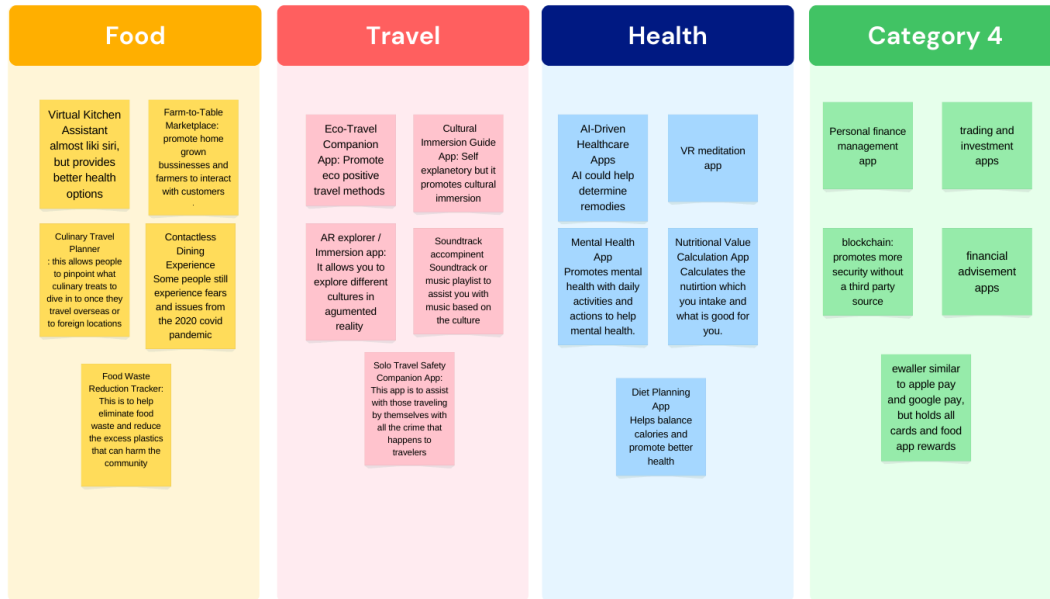 Food
Virtual Kitchen
Assistant
almost liki siri,
but provides
better health
options
Farm-to-Table
Marketplace:
promote home
grown
bussinesses and
farmers to interact
with customers
.
Culinary Travel
Planner
: this allows people
to pinpoint what
culinary treats to
dive in to once they
travel overseas or
to foreign locations
Contactless
Dining
Experience
Some people still
experience fears
and issues from
the 2020 covid
pandemic
Food Waste
Reduction Tracker:
This is to help
eliminate food
waste and reduce
the excess plastics
that can harm the
community
Travel
Eco-Travel
Companion
App: Promote
eco positive
travel methods
Cultural
Immersion Guide
App: Self
explanetory but it
promotes cultural
immersion
AR explorer /
Immersion app:
It allows you to
explore different
cultures in
agumented
reality
Soundtrack
accompinent
Soundtrack or
music playlist to
assist you with
music based on
the culture
Solo Travel Safety
Companion App:
This app is to assist
with those traveling
by themselves with
all the crime that
happens to
travelers
Health
AI-Driven
Healthcare
Apps
AI could help
determine
remodies
VR meditation
app
Mental Health
App
Promotes mental
health with daily
activities and
actions to help
mental health.
Nutritional Value
Calculation App
Calculates the
nutirtion which
you intake and
what is good for
you.
Diet Planning
App
Helps balance
calories and
promote better
health
Category 4
Personal finance
management
app
trading and
investment
apps
blockchain:
promotes more
security without
a third party
source
financial
advisement
apps
ewaller similar
to apple pay
and google pay,
but holds all
cards and food
app rewards